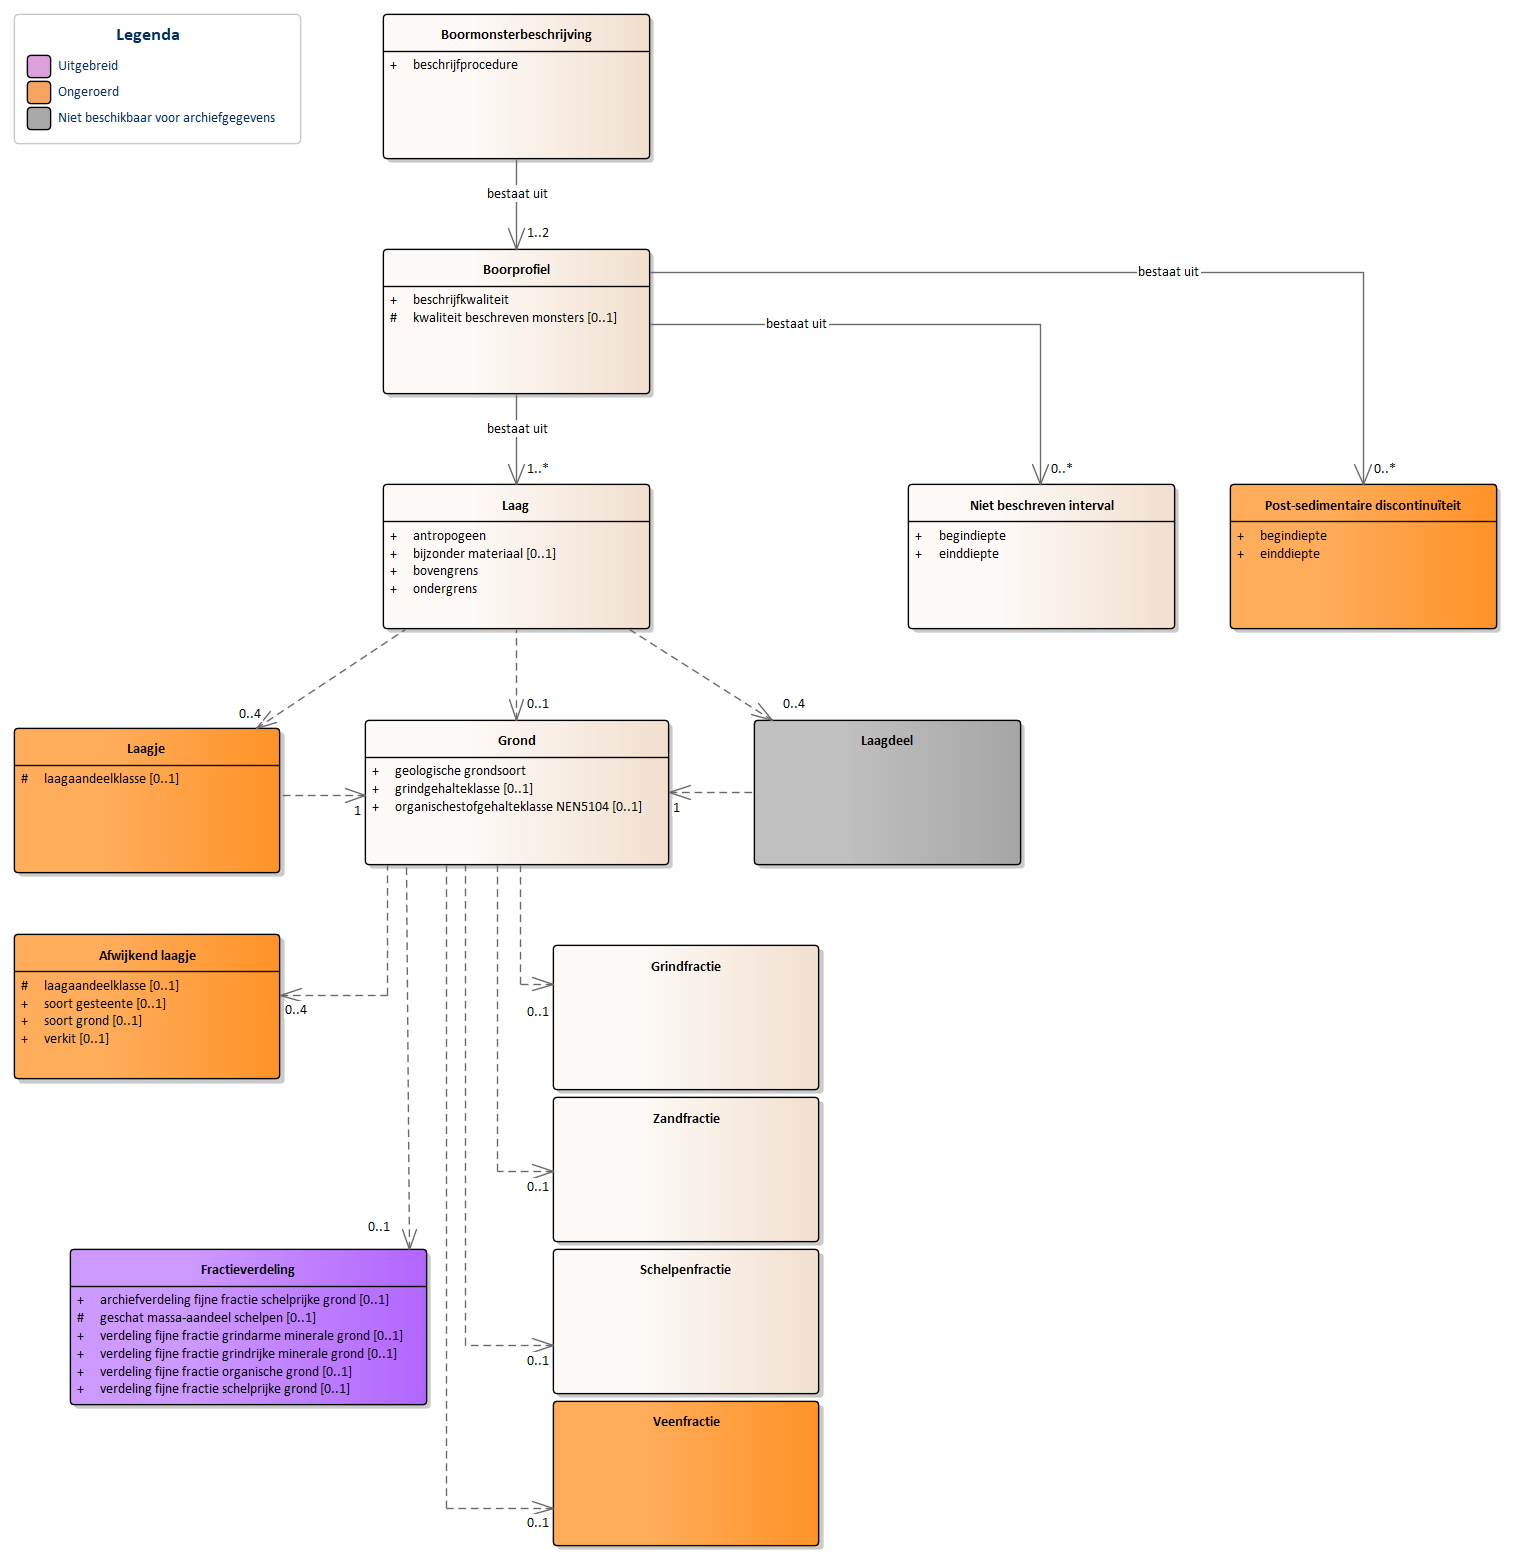 Legenda
Uitgebreid
Ongeroerd
Niet beschikbaar voor archiefgegevens
Boormonsterbeschrijving
+ beschrijfprocedure
bestaat uit
1..2
Boorprofiel
+ beschrijfkwaliteit
# kwaliteit beschreven monsters [0..1]
bestaat uit
bestaat uit
bestaat uit
1..*
0..*
0..*
Laag
+ antropogeen
+ bijzonder materiaal [0..1]
+ bovengrens
+ ondergrens
Niet beschreven interval
+ begindiepte
+ einddiepte
Post-sedimentaire discontinuïteit
+ begindiepte
+ einddiepte
0..4
0..1
0..4
Laagje
# laagaandeelklasse [0..1]
1
Grond
+ geologische grondsoort
+ grindgehalteklasse [0..1]
+ organischestofgehalteklasse NEN5104 [0..1]
1
Laagdeel
Afwijkend laagje
# laagaandeelklasse [0..1]
+ soort gesteente [0..1]
+ soort grond [0..1]
+ verkit [0..1]
0..4
Grindfractie
0..1
Zandfractie
0..1
0..1
Fractieverdeling
+ archiefverdeling fijne fractie schelprijke grond [0..1]
# geschat massa-aandeel schelpen [0..1]
+ verdeling fijne fractie grindarme minerale grond [0..1]
+ verdeling fijne fractie grindrijke minerale grond [0..1]
+ verdeling fijne fractie organische grond [0..1]
+ verdeling fijne fractie schelprijke grond [0..1]
Schelpenfractie
0..1
Veenfractie
0..1